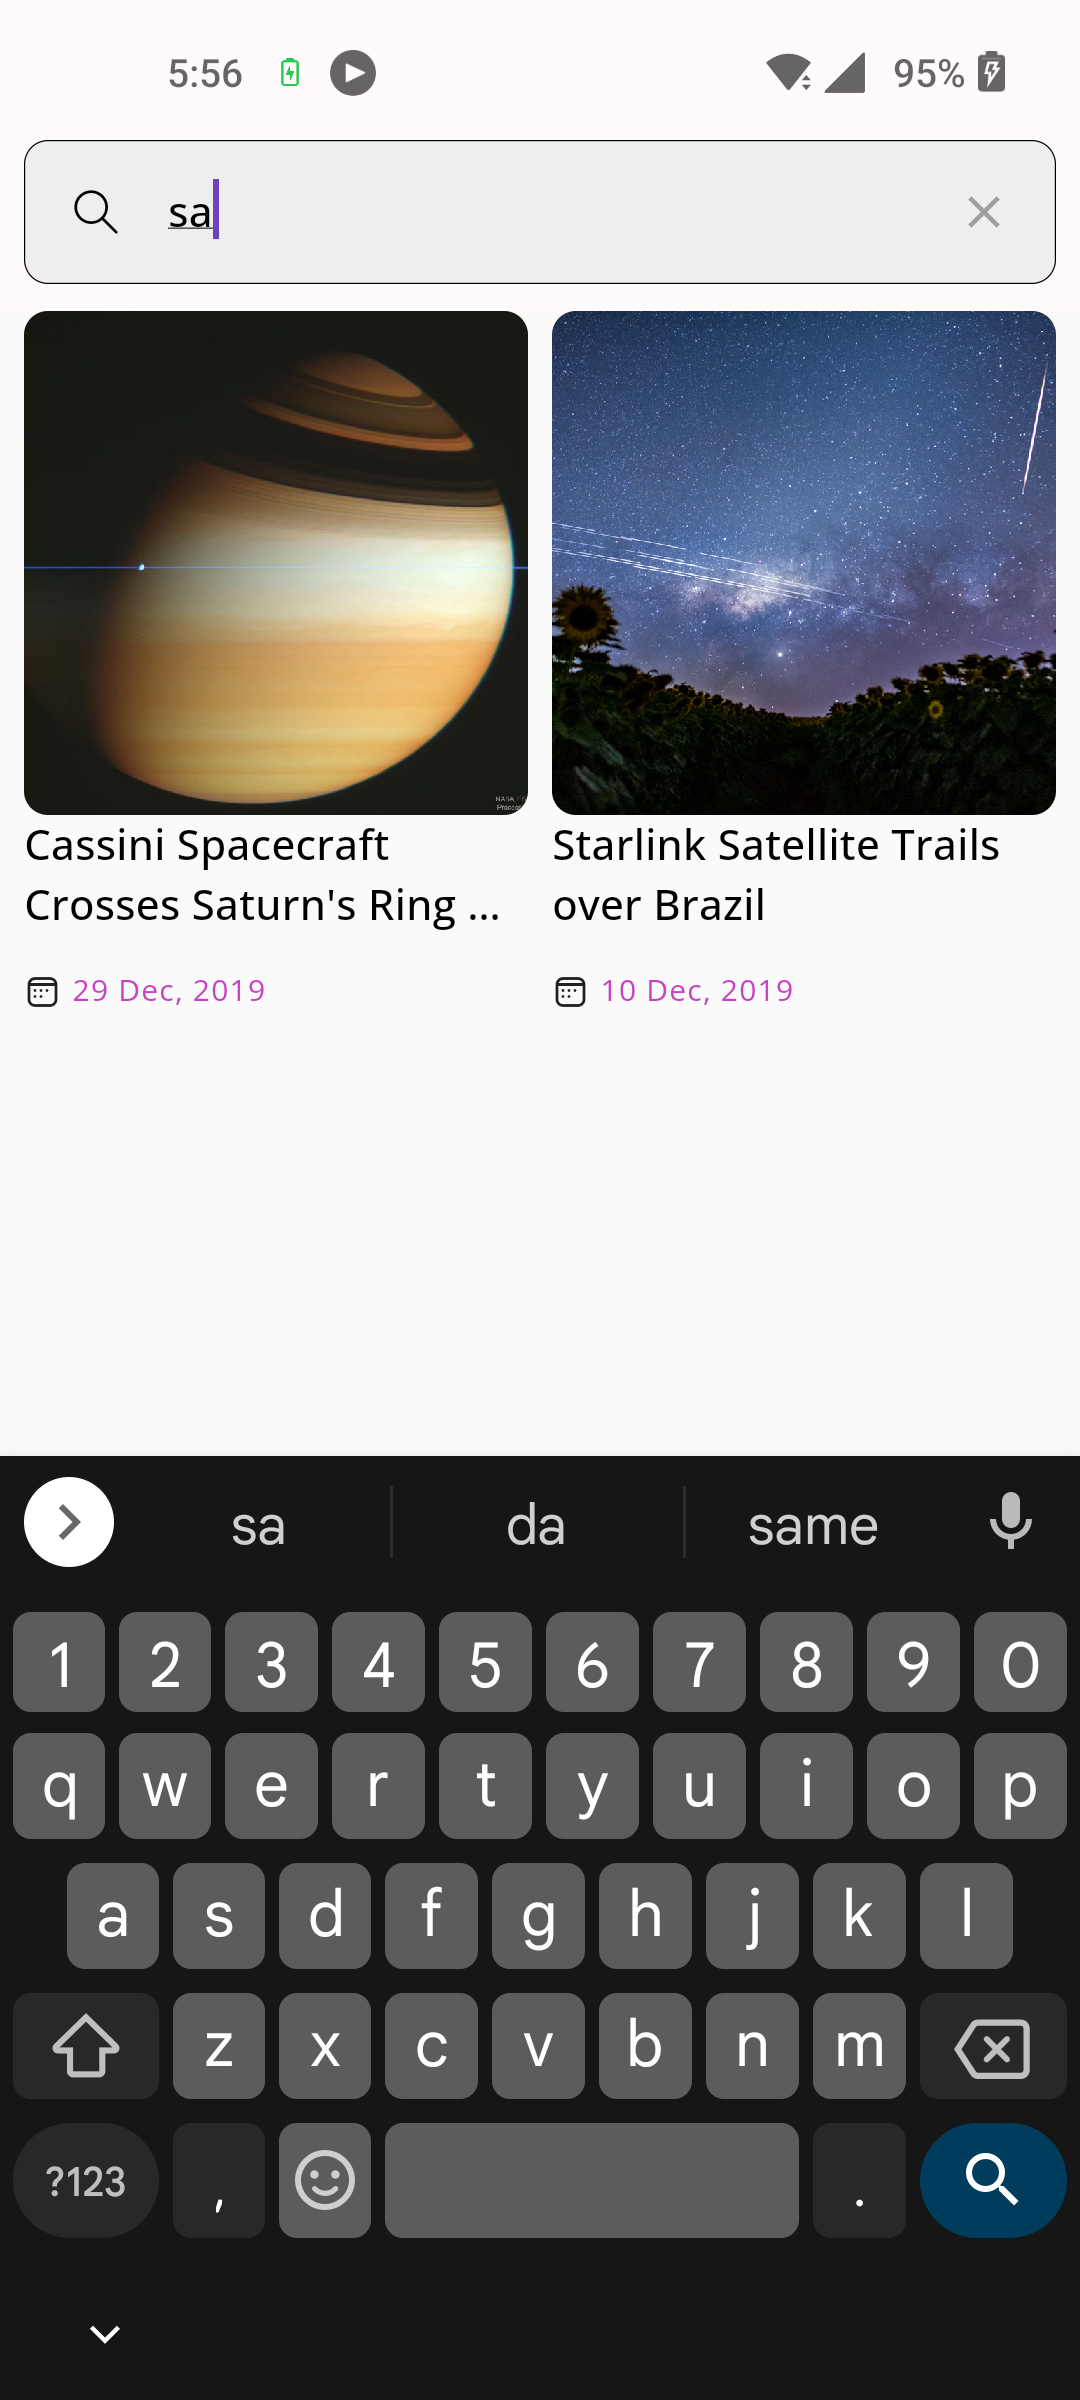 5:56
95%
sa
NASA
Cassini Spacecraft
Crosses Saturn's Ring ...
29 Dec, 2019
Starlink Satellite Trails
over Brazil
10 Dec, 2019
sa da same
1 2 3 4 5 6 7 8 9 0
q w e r t y u i o p
a s d f g h j k l
z x c v b n m
?123 , .